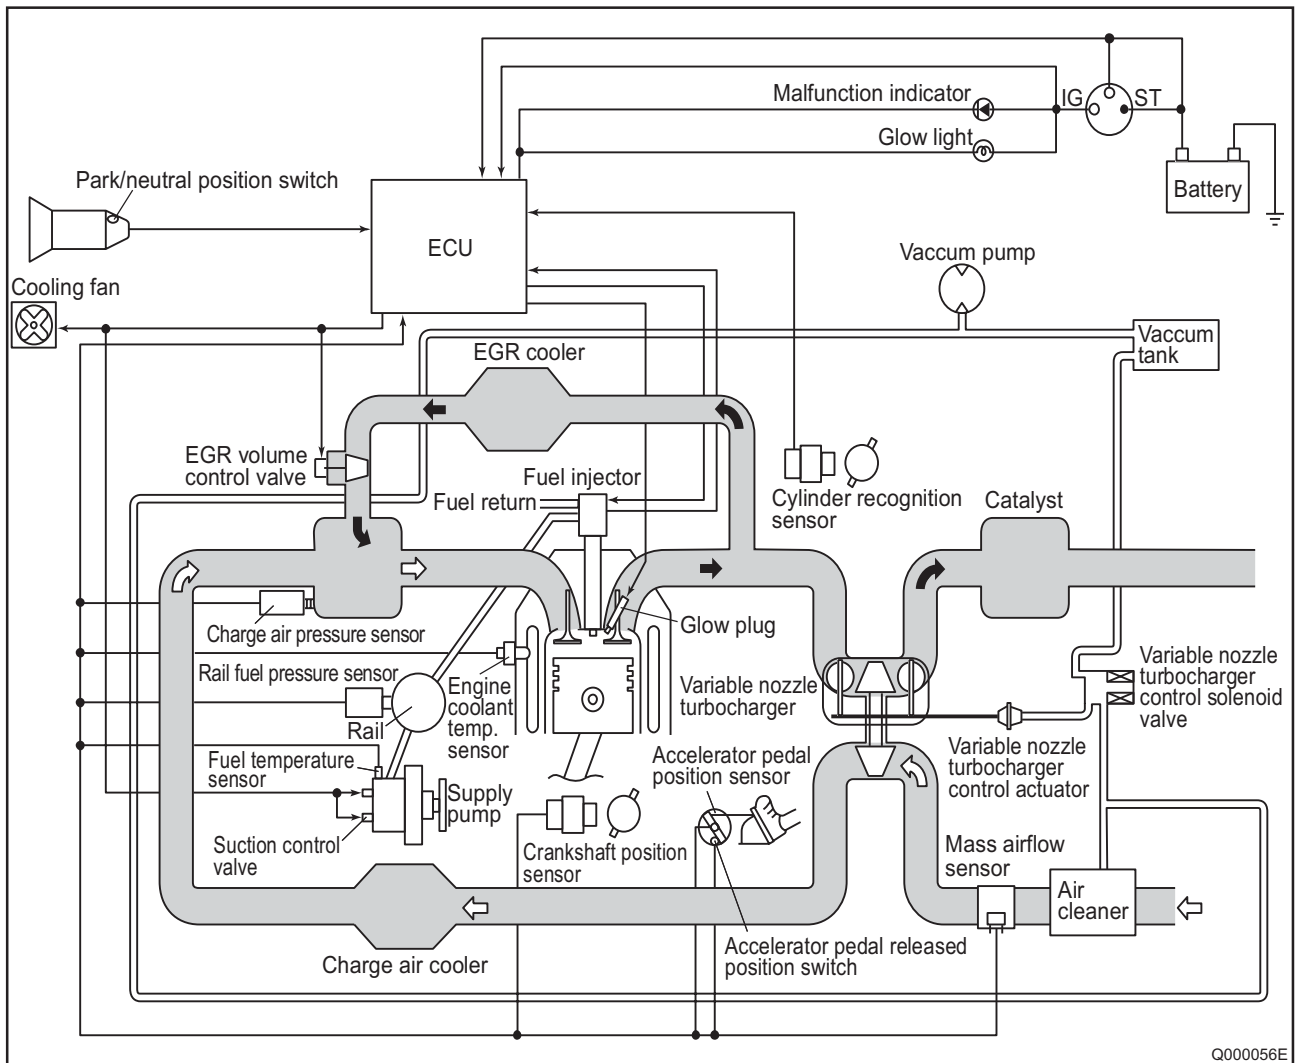 Malfunction indicator
IG
ST
Glow light
Battery
Park/neutral position switch
ECU
Vaccum pump
Cooling fan
Vaccum
tank
EGR cooler
EGR volume
control valve
Fuel injector
Fuel return
Cylinder recognition
sensor
Catalyst
Charge air pressure sensor
Glow plug
Rail fuel pressure sensor
Rail
Engine
coolant
temp.
sensor
Variable nozzle
turbocharger
Variable nozzle
turbocharger
control solenoid
valve
Fuel temperature
sensor
Accelerator pedal
position sensor
Variable nozzle
turbocharger
control actuator
Supply
pump
Suction control
valve
Crankshaft position
sensor
Mass airflow
sensor
Air
cleaner
Accelerator pedal released
position switch
Charge air cooler
Q000056E